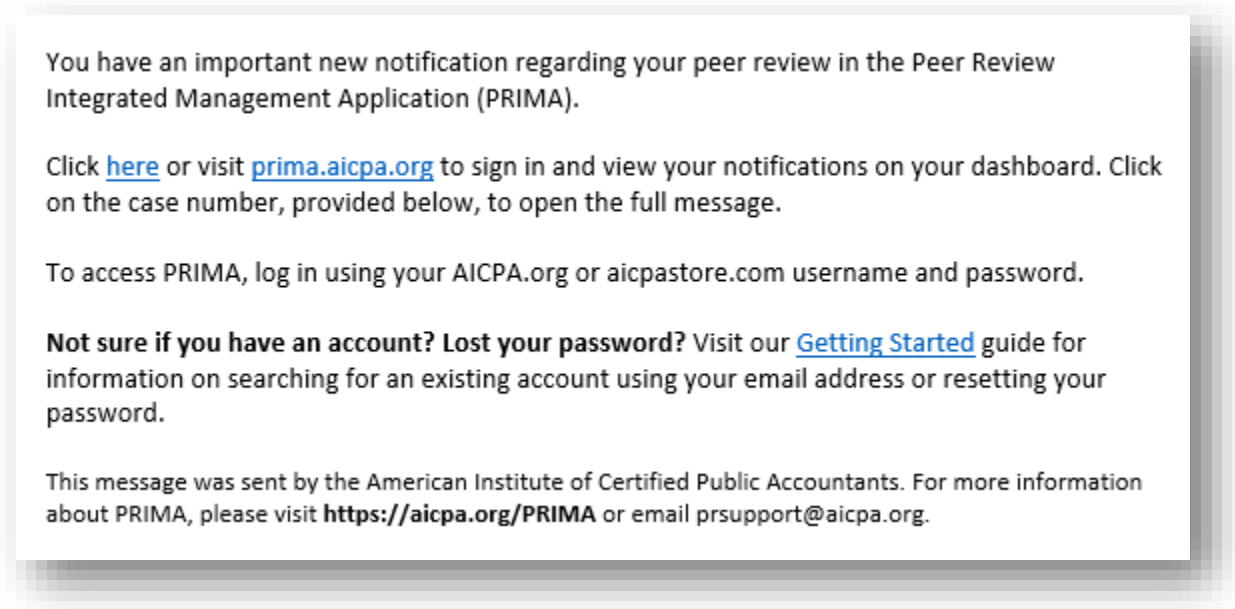 You have an important new notification regarding your peer review in the Peer Review
Integrated Management Application (PRIMA).
Click here or visit prima.aicpa.org to sign in and view your notifications on your dashboard. Click
on the case number, provided below, to open the full message.
To access PRIMA, log in using your AICPA.org or aicpastore.com username and password.
Not sure if you have an account? Lost your password? Visit our Getting Started guide for
information on searching for an existing account using your email address or resetting your
password.
This message was sent by the American Institute of Certified Public Accountants. For more information
about PRIMA, please visit https://aicpa.org/PRIMA or email prsupport@aicpa.org.